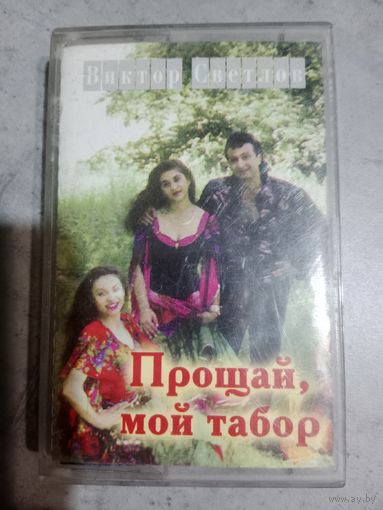 Виктор Светлов
Прощай,
мой табор
www.ay.by